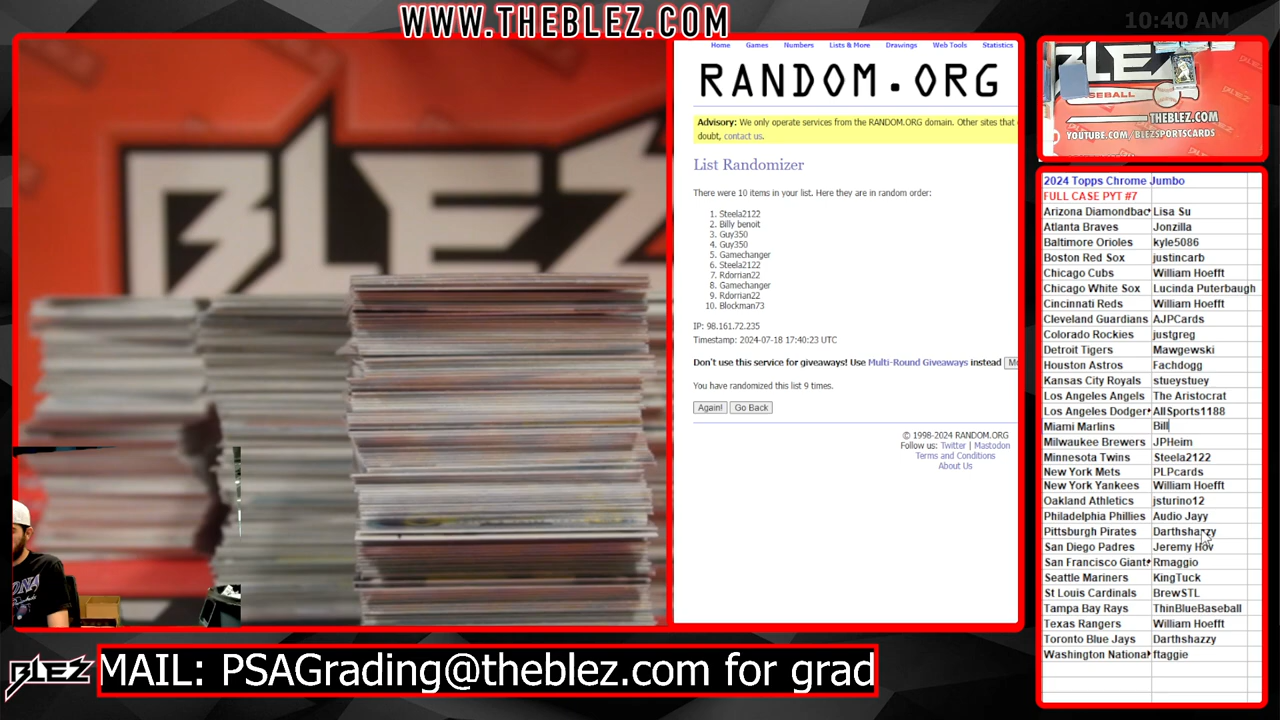 WWW.THEBLEZ.COM
10:40 AM
BLEZ
Home Games Numbers Lists & More Drawings Web Tools Statistics
RANDOM.ORG
Advisory: We only operate services from the RANDOM.ORG domain. Other sites that
doubt, contact us.
List Randomizer
There were 10 items in your list. Here they are in random order:
1. Steela2122
2. Billy benoit
3. Guy350
4. Guy350
5. Gamechanger
6. Steela2122
7. Rdorrian22
8. Gamechanger
9. Rdorrian22
10. Blockman73
IP: 98.161.72.235
Timestamp: 2024-07-18 17:40:23 UTC
Don't use this service for giveaways! Use Multi-Round Giveaways instead
You have randomized this list 9 times.
Again! Go Back
© 1998-2024 RANDOM.ORG
Follow us: Twitter | Mastodon
Terms and Conditions
About Us
BLEZ
BASEBALL
THEBLEZ.COM
YOUTUBE.COM/BLEZSPORTSCARDS
2024 Topps Chrome Jumbo
FULL CASE PYT #7
Arizona Diamondbac Lisa Su
Atlanta Braves Jonzilla
Baltimore Orioles kyle5086
Boston Red Sox justincarb
Chicago Cubs William Hoefft
Chicago White Sox Lucinda Puterbaugh
Cincinnati Reds William Hoefft
Cleveland Guardians AJPCards
Colorado Rockies justgreg
Detroit Tigers Mawgewski
Houston Astros Fachdogg
Kansas City Royals stueystuey
Los Angeles Angels The Aristocrat
Los Angeles Dodger AllSports1188
Miami Marlins Bill
Milwaukee Brewers JPHeim
Minnesota Twins Steela2122
New York Mets PLPcards
New York Yankees William Hoefft
Oakland Athletics jsturino12
Philadelphia Phillies Audio Jayy
Pittsburgh Pirates Darthshazzy
San Diego Padres Jeremy Hov
San Francisco Giant Rmaggio
Seattle Mariners KingTuck
St Louis Cardinals BrewSTL
Tampa Bay Rays ThinBlueBaseball
Texas Rangers William Hoefft
Toronto Blue Jays Darthshazzy
Washington National ftaggie
BLEZ
MAIL: PSAGrading@theblez.com for grad